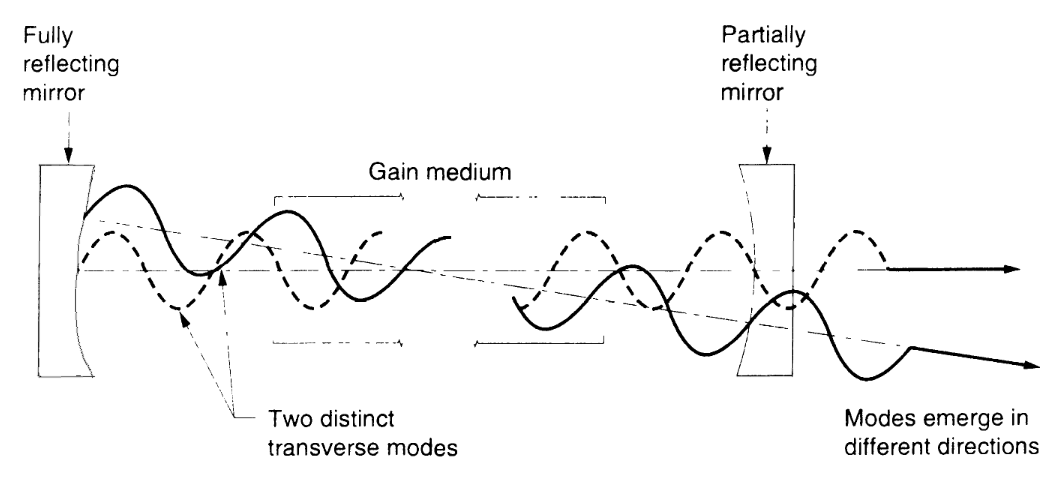 Fully
reflecting
mirror
Partially
reflecting
mirror
Gain medium
Two distinct
transverse modes
Modes emerge in
different directions